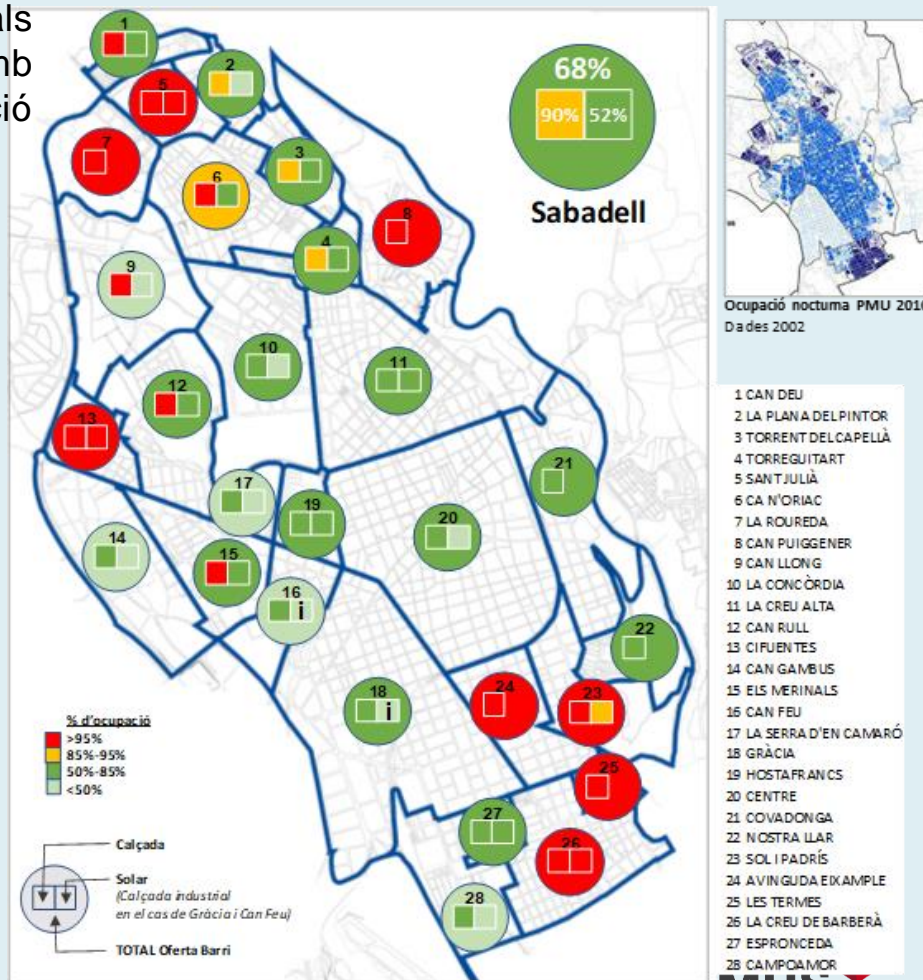 als
mb
ció
1
2
3
4
5
6
7
8
9
10
11
12
13
14
15
16 i
17
18 i
19
20
21
22
23
24
25
26
27
28
68%
90% 52%
Sabadell
% d'ocupació
>95%
85%-95%
50%-85%
<50%
Calçada
Solar
(Calçada industrial
en el cas de Gràcia i Can Feu)
TOTAL Oferta Barri
Ocupació nocturna PMU 2016
Dades 2002
1 CAN DEU
2 LA PLANA DEL PINTOR
3 TORRENT DEL CAPELLÀ
4 TORREGUITART
5 SANT JULIÀ
6 CA N'ORIAC
7 LA ROUREDA
8 CAN PUIGGENER
9 CAN LLONG
10 LA CONCÒRDIA
11 LA CREU ALTA
12 CAN RULL
13 CIFUENTES
14 CAN GAMBUS
15 ELS MERINALS
16 CAN FEU
17 LA SERRA D'EN CAMARÓ
18 GRÀCIA
19 HOSTAFRANCS
20 CENTRE
21 COVADONGA
22 NOSTRA LLAR
23 SOL I PADRÍS
24 AVINGUDA EIXAMPLE
25 LES TERMES
26 LA CREU DE BARBERÀ
27 ESPRONCEDA
28 CAMPOAMOR